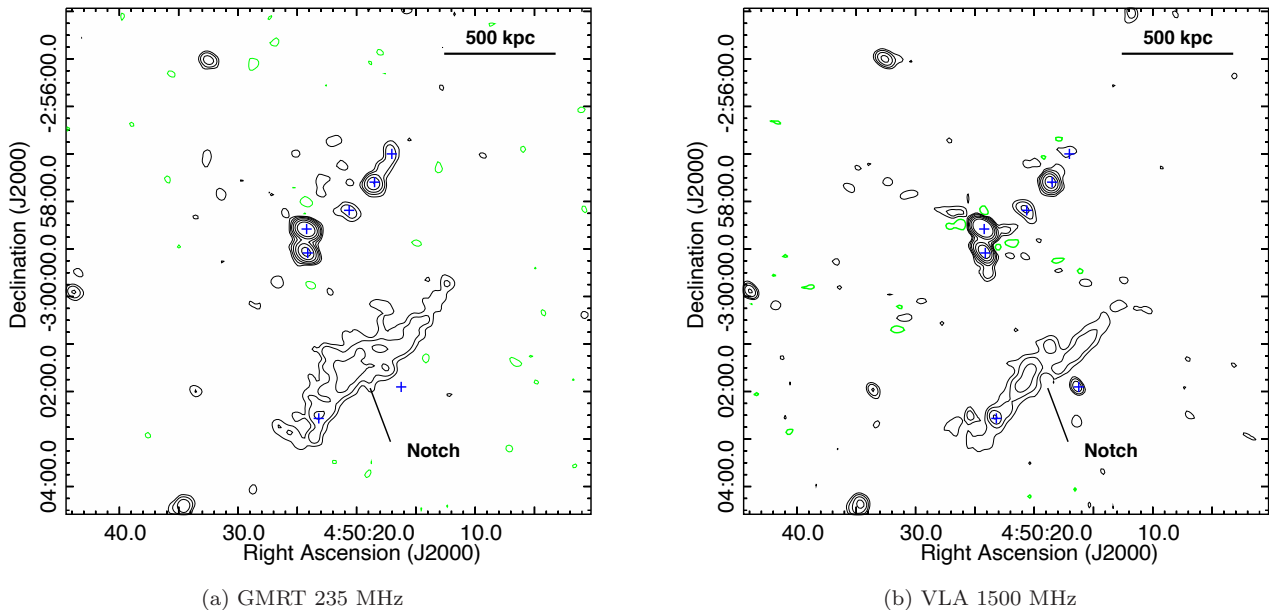 500 kpc
Declination (J2000)
-2:56:00.0
58:00.0
-3:00:00.0
02:00.0
04:00.0
Notch
40.0 30.0 4:50:20.0 10.0
Right Ascension (J2000)
(a) GMRT 235 MHz
500 kpc
Declination (J2000)
-2:56:00.0
58:00.0
-3:00:00.0
02:00.0
04:00.0
Notch
40.0 30.0 4:50:20.0 10.0
Right Ascension (J2000)
(b) VLA 1500 MHz